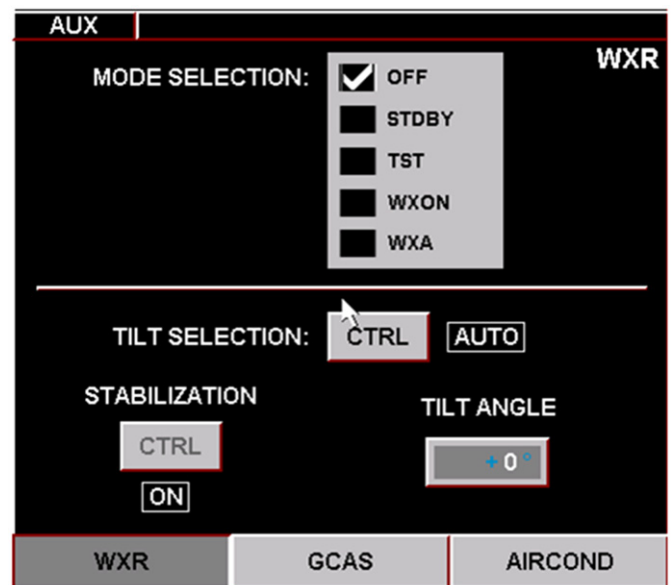 AUX
WXR
MODE SELECTION: OFF
STDBY
TST
WXON
WXA
TILT SELECTION: CTRL AUTO
STABILIZATION
TILT ANGLE
CTRL
+0°
ON
WXR GCAS AIRCOND